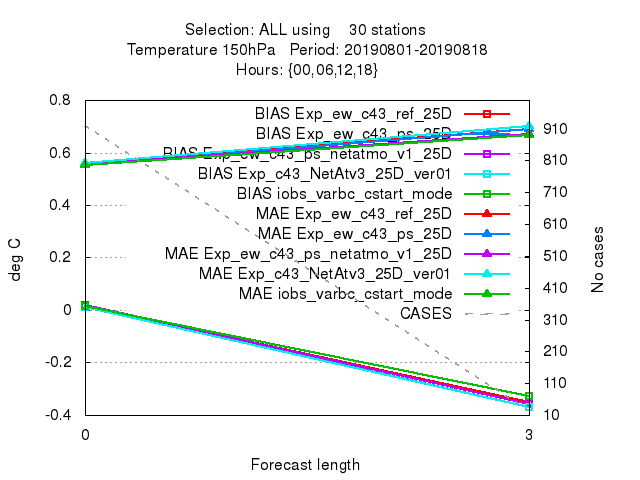 Selection: ALL using 30 stations
Temperature 150hPa Period: 20190801-20190818
Hours: {00,06,12,18}
0.8
0.6
0.4
0.2
0
-0.2
-0.4
deg C
BIAS Exp_ew_c43_ref_25D
BIAS Exp_ew_c43_ps_25D
BIAS Exp_ew_c43_ps_netatmo_v1_25D
BIAS Exp_c43_NetAtv3_25D_ver01
BIAS iobs_varbc_cstart_mode
MAE Exp_ew_c43_ref_25D
MAE Exp_ew_c43_ps_25D
MAE Exp_ew_c43_ps_netatmo_v1_25D
MAE Exp_c43_NetAtv3_25D_ver01
MAE iobs_varbc_cstart_mode
CASES
910
810
710
610
510
410
310
210
110
10
No cases
0 3
Forecast length